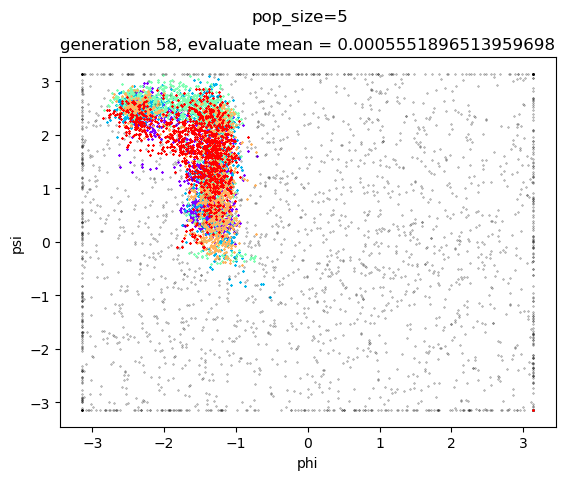 pop_size=5
generation 58, evaluate mean = 0.0005551896513959698
3
2
1
0
−1
−2
−3
psi
−3 −2 −1 0 1 2 3
phi